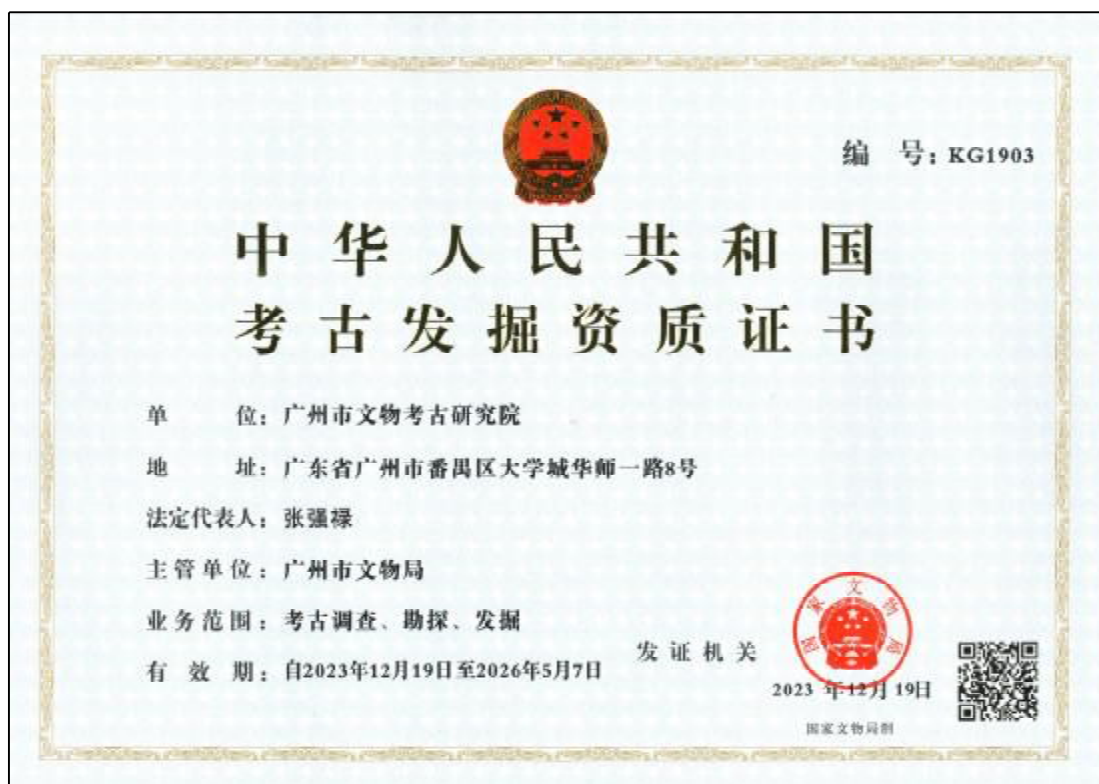 编 号: KG1903
中华人民共和国
考古发掘资质证书
单 位: 广州市文物考古研究院
地 址: 广东省广州市番禺区大学城华师一路8号
法定代表人: 张强禄
主管单位: 广州市文物局
业务范围: 考古调查、勘探、发掘
有 效 期: 自2023年12月19日至2026年5月7日
发证机关
国家文物局
2023 年12月 19日
国家文物局制